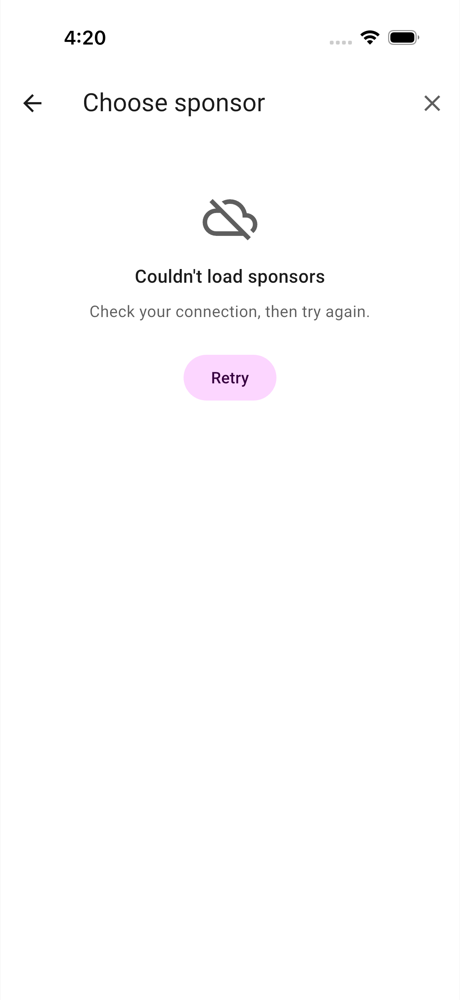 4:20
Choose sponsor
Couldn't load sponsors
Check your connection, then try again.
Retry